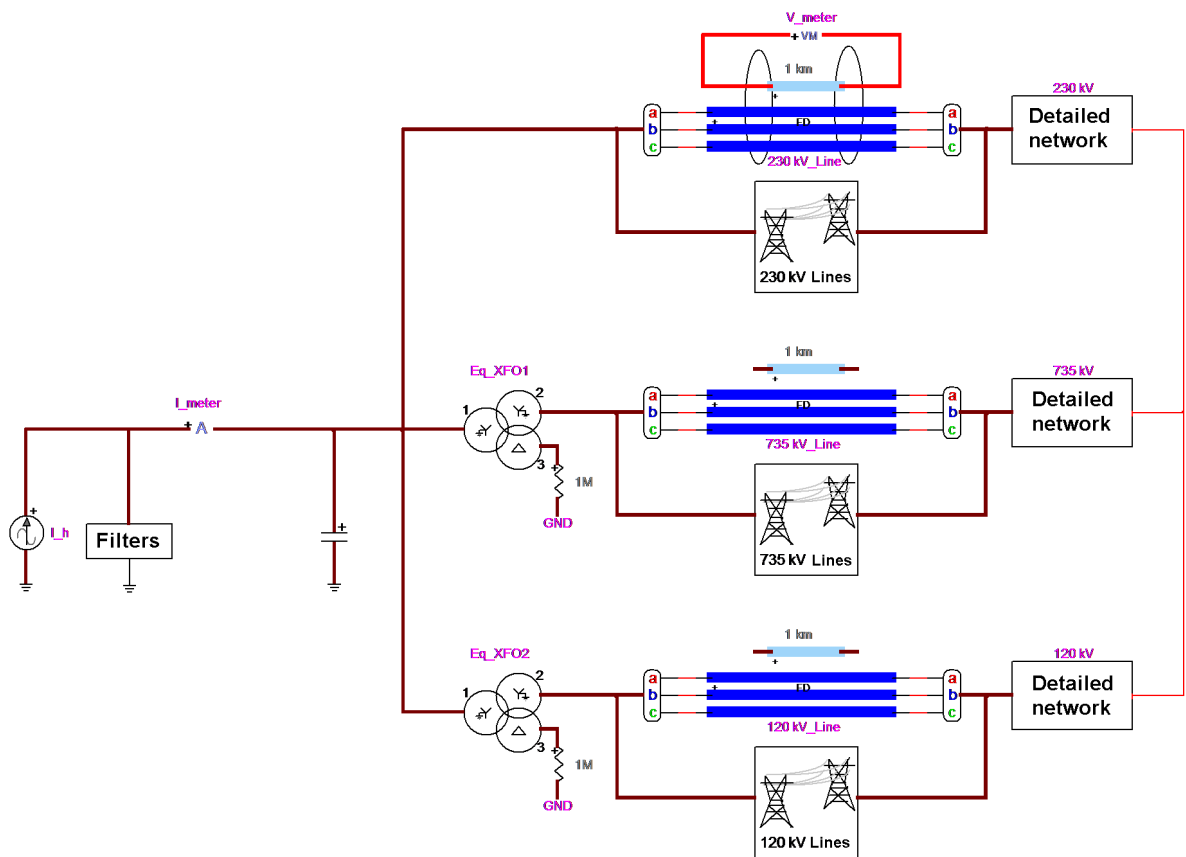 V_meter
+ VM
1 km
+
230 kV
a
b
c
+
FD
a
b
c
Detailed
network
230 kV_Line
230 kV Lines
Eq_XFO1
1
2
3
+
1M
GND
1 km
+
735 kV
a
b
c
+
FD
a
b
c
Detailed
network
735 kV_Line
735 kV Lines
I_meter
+ A
+
I_h
Filters
+
Eq_XFO2
1
2
3
+
1M
GND
1 km
+
120 kV
a
b
c
+
FD
a
b
c
Detailed
network
120 kV_Line
120 kV Lines